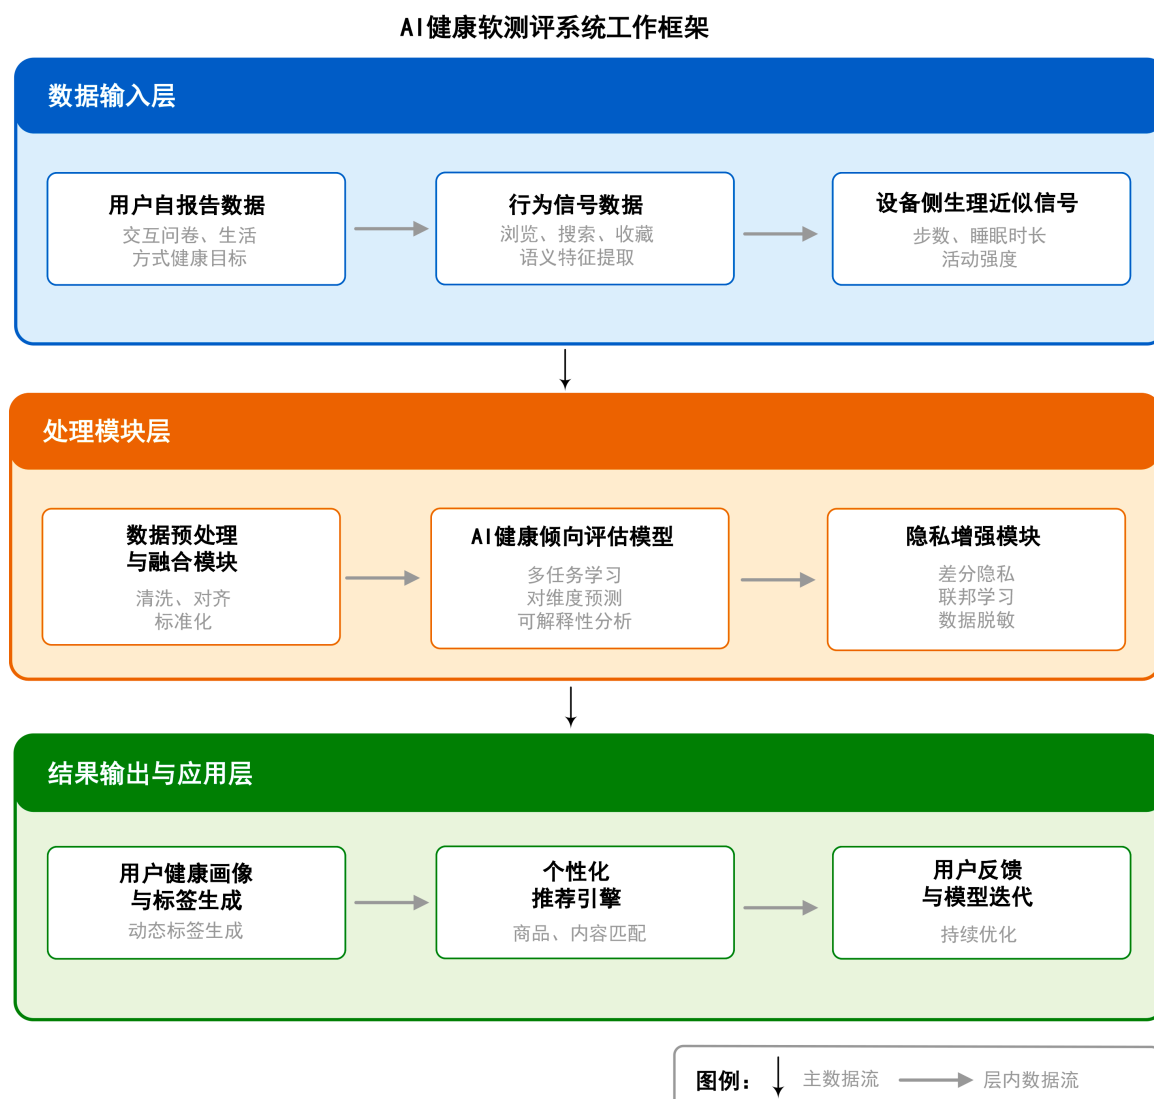 AI健康软测评系统工作框架
数据输入层
用户自报告数据
交互问卷、生活
方式健康目标
行为信号数据
浏览、搜索、收藏
语义特征提取
设备侧生理近似信号
步数、睡眠时长
活动强度
处理模块层
数据预处理
与融合模块
清洗、对齐
标准化
AI健康倾向评估模型
多任务学习
对维度预测
可解释性分析
隐私增强模块
差分隐私
联邦学习
数据脱敏
结果输出与应用层
用户健康画像
与标签生成
动态标签生成
个性化
推荐引擎
商品、内容匹配
用户反馈
与模型迭代
持续优化
图例： 主数据流 层内数据流